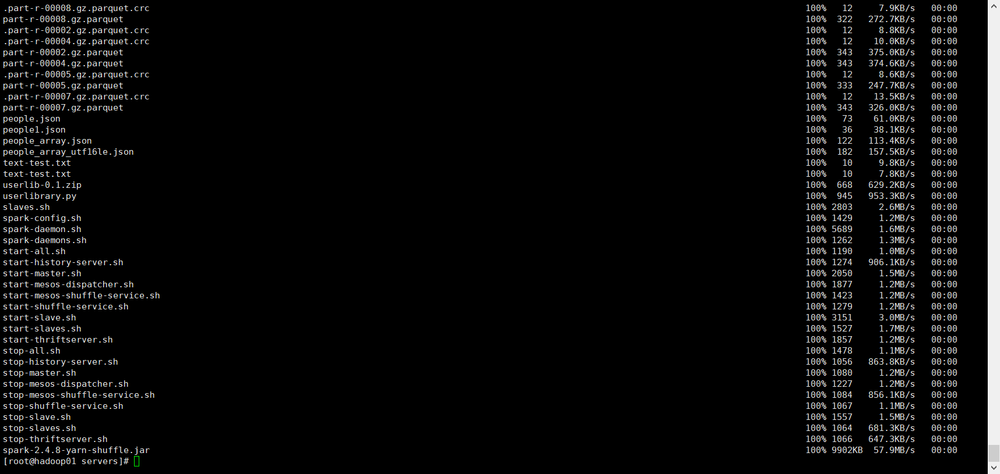 .part-r-00008.gz.parquet.crc 100% 12 7.9KB/s 00:00
part-r-00008.gz.parquet 100% 322 272.7KB/s 00:00
.part-r-00002.gz.parquet.crc 100% 12 8.8KB/s 00:00
.part-r-00004.gz.parquet.crc 100% 12 10.0KB/s 00:00
part-r-00002.gz.parquet 100% 343 375.0KB/s 00:00
part-r-00004.gz.parquet 100% 343 374.6KB/s 00:00
.part-r-00005.gz.parquet.crc 100% 12 8.6KB/s 00:00
part-r-00005.gz.parquet 100% 333 247.7KB/s 00:00
.part-r-00007.gz.parquet.crc 100% 12 13.5KB/s 00:00
part-r-00007.gz.parquet 100% 343 326.0KB/s 00:00
people.json 100% 73 61.0KB/s 00:00
people1.json 100% 36 38.1KB/s 00:00
people_array.json 100% 122 113.4KB/s 00:00
people_array_utf16le.json 100% 182 157.5KB/s 00:00
text-test.txt 100% 10 9.8KB/s 00:00
text-test.txt 100% 10 7.8KB/s 00:00
userlib-0.1.zip 100% 668 629.2KB/s 00:00
userlibrary.py 100% 945 953.3KB/s 00:00
slaves.sh 100% 2803 2.6MB/s 00:00
spark-config.sh 100% 1429 1.2MB/s 00:00
spark-daemon.sh 100% 5689 1.6MB/s 00:00
spark-daemons.sh 100% 1262 1.3MB/s 00:00
start-all.sh 100% 1190 1.0MB/s 00:00
start-history-server.sh 100% 1274 906.1KB/s 00:00
start-master.sh 100% 2050 1.5MB/s 00:00
start-mesos-dispatcher.sh 100% 1877 1.2MB/s 00:00
start-mesos-shuffle-service.sh 100% 1423 1.2MB/s 00:00
start-shuffle-service.sh 100% 1279 1.2MB/s 00:00
start-slave.sh 100% 3151 3.0MB/s 00:00
start-slaves.sh 100% 1527 1.7MB/s 00:00
start-thriftserver.sh 100% 1857 1.2MB/s 00:00
stop-all.sh 100% 1478 1.1MB/s 00:00
stop-history-server.sh 100% 1056 863.8KB/s 00:00
stop-master.sh 100% 1080 1.2MB/s 00:00
stop-mesos-dispatcher.sh 100% 1227 1.2MB/s 00:00
stop-mesos-shuffle-service.sh 100% 1084 856.1KB/s 00:00
stop-shuffle-service.sh 100% 1067 1.1MB/s 00:00
stop-slave.sh 100% 1557 1.5MB/s 00:00
stop-slaves.sh 100% 1064 681.3KB/s 00:00
stop-thriftserver.sh 100% 1066 647.3KB/s 00:00
spark-2.4.8-yarn-shuffle.jar 100% 9902KB 57.9MB/s 00:00
[root@hadoop01 servers]#